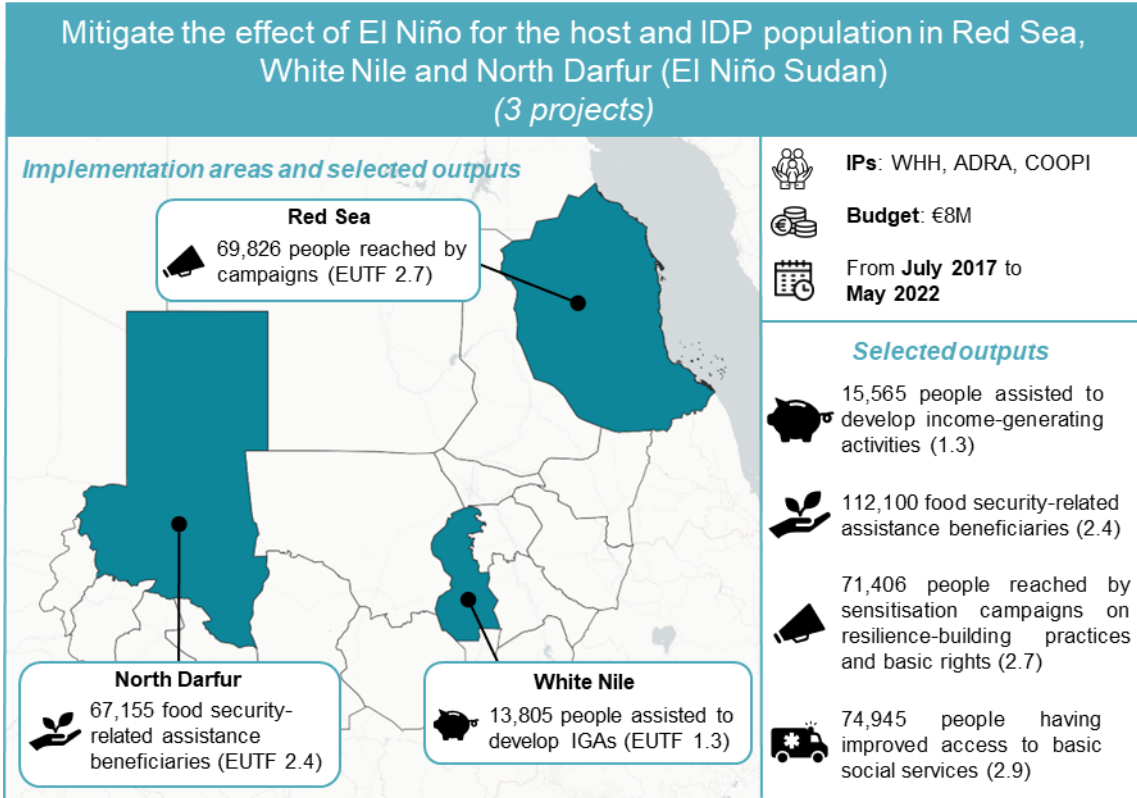 Mitigate the effect of El Niño for the host and IDP population in Red Sea,
White Nile and North Darfur (El Niño Sudan)
(3 projects)
Implementation areas and selected outputs
Red Sea
69,826 people reached by
campaigns (EUTF 2.7)
North Darfur
67,155 food security-
related assistance
beneficiaries (EUTF 2.4)
White Nile
13,805 people assisted to
develop IGAs (EUTF 1.3)
IPs: WHH, ADRA, COOPI
Budget: €8M
From July 2017 to
May 2022
Selected outputs
15,565 people assisted to
develop income-generating
activities (1.3)
112,100 food security-related
assistance beneficiaries (2.4)
71,406 people reached by
sensitisation campaigns on
resilience-building practices
and basic rights (2.7)
74,945 people having
improved access to basic
social services (2.9)